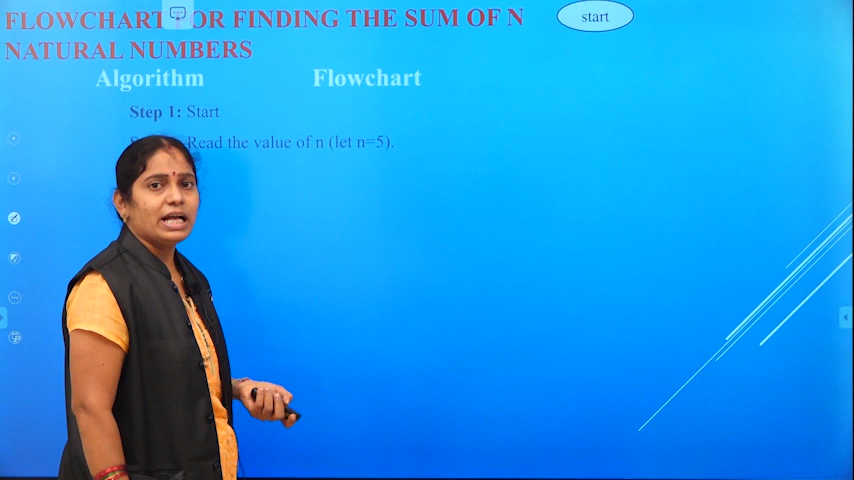 FLOWCHART FOR FINDING THE SUM OF N
NATURAL NUMBERS
start
Algorithm Flowchart
Step 1: Start
Read the value of n (let n=5).